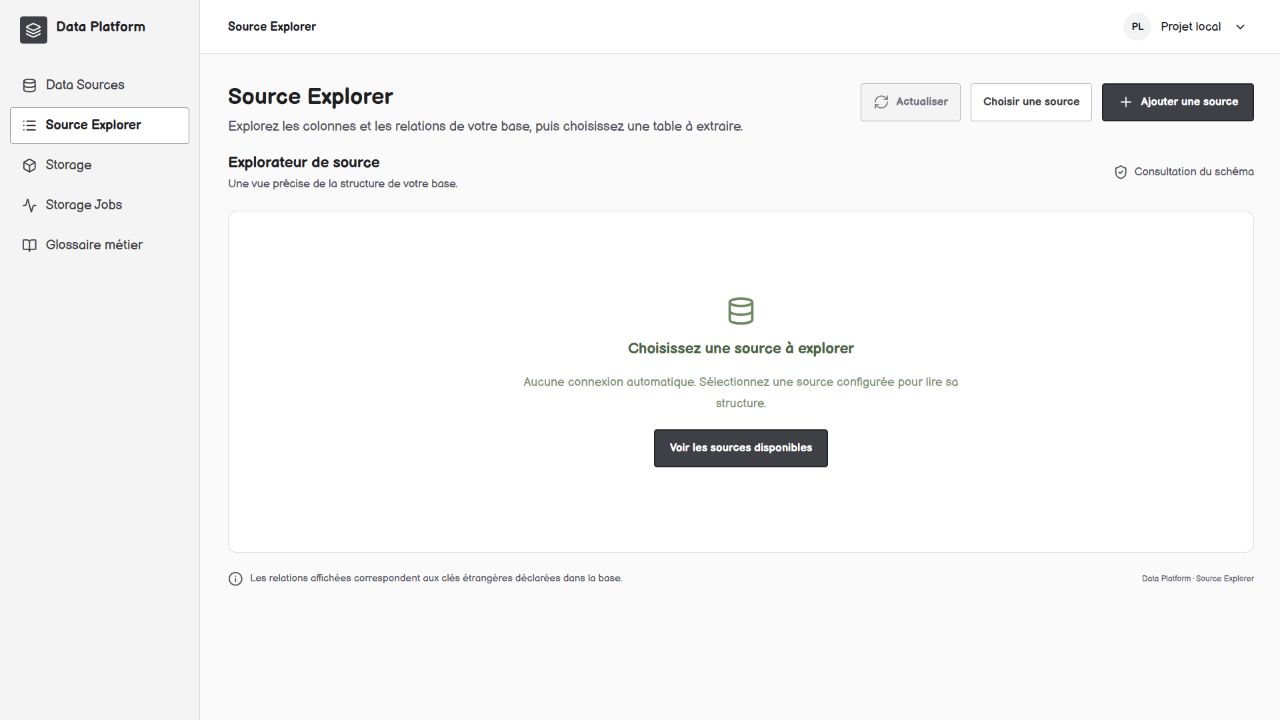 Data Platform
Source Explorer
PL
Projet local
Data Sources
Source Explorer
Storage
Storage Jobs
Glossaire métier
Source Explorer
Explorez les colonnes et les relations de votre base, puis choisissez une table à extraire.
Actualiser
Choisir une source
Ajouter une source
Explorateur de source
Une vue précise de la structure de votre base.
Consultation du schéma
Choisissez une source à explorer
Aucune connexion automatique. Sélectionnez une source configurée pour lire sa
structure.
Voir les sources disponibles
Les relations affichées correspondent aux clés étrangères déclarées dans la base.
Data Platform · Source Explorer